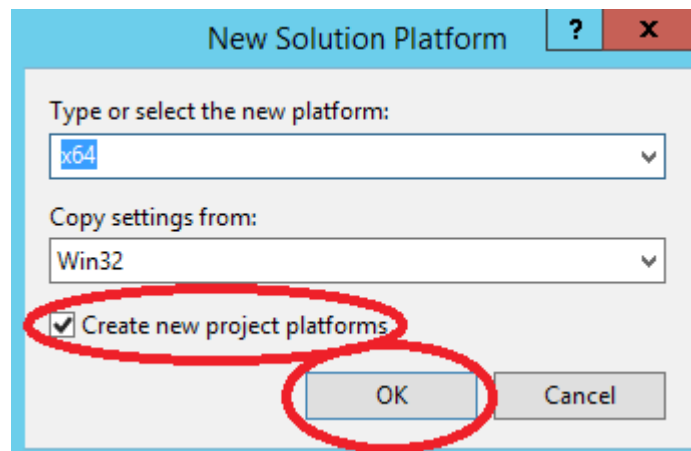 New Solution Platform
? x
Type or select the new platform:
x64
Copy settings from:
Win32
Create new project platforms
OK Cancel